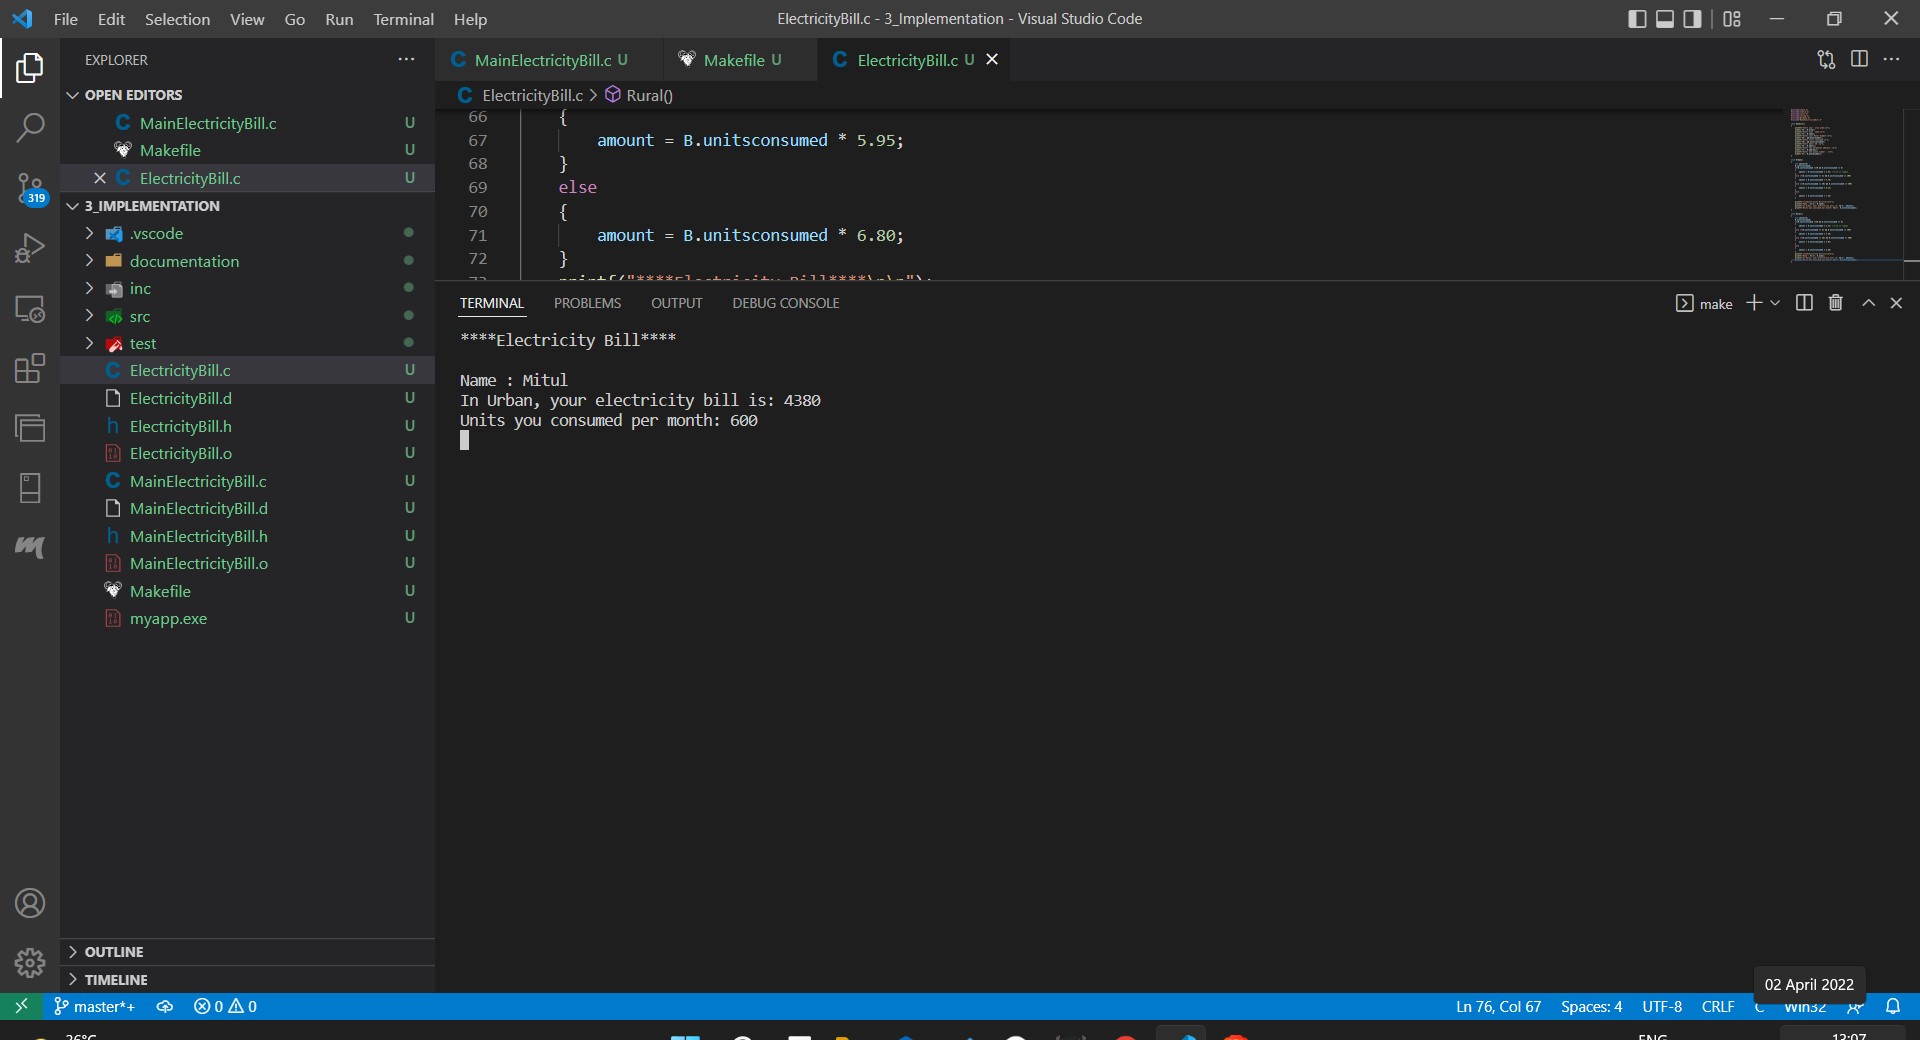 File Edit Selection View Go Run Terminal Help
ElectricityBill.c - 3_Implementation - Visual Studio Code
EXPLORER
OPEN EDITORS
MainElectricityBill.c U
Makefile U
ElectricityBill.c U
319
3_IMPLEMENTATION
.vscode
documentation
inc
src
test
ElectricityBill.c U
ElectricityBill.d U
ElectricityBill.h U
ElectricityBill.o U
MainElectricityBill.c U
MainElectricityBill.d U
MainElectricityBill.h U
MainElectricityBill.o U
Makefile U
myapp.exe U
OUTLINE
TIMELINE
MainElectricityBill.c U Makefile U ElectricityBill.c U
ElectricityBill.c > Rural()
66 {
67 amount = B.unitsconsumed * 5.95;
68 }
69 else
70 {
71 amount = B.unitsconsumed * 6.80;
72 }
73 printf("****Electricity Bill****\n\n");
TERMINAL PROBLEMS OUTPUT DEBUG CONSOLE
make
****Electricity Bill****
Name : Mitul
In Urban, your electricity bill is: 4380
Units you consumed per month: 600
02 April 2022
master*+ 0 0
Ln 76, Col 67 Spaces: 4 UTF-8 CRLF C Win32
26°C
ENG
13:07